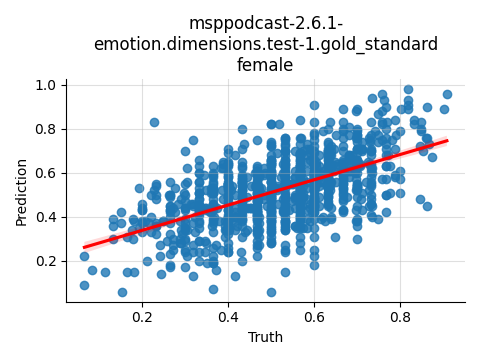 msppodcast-2.6.1-
emotion.dimensions.test-1.gold_standard
female
1.0
0.8
0.6
0.4
0.2
Prediction
0.2 0.4 0.6 0.8
Truth